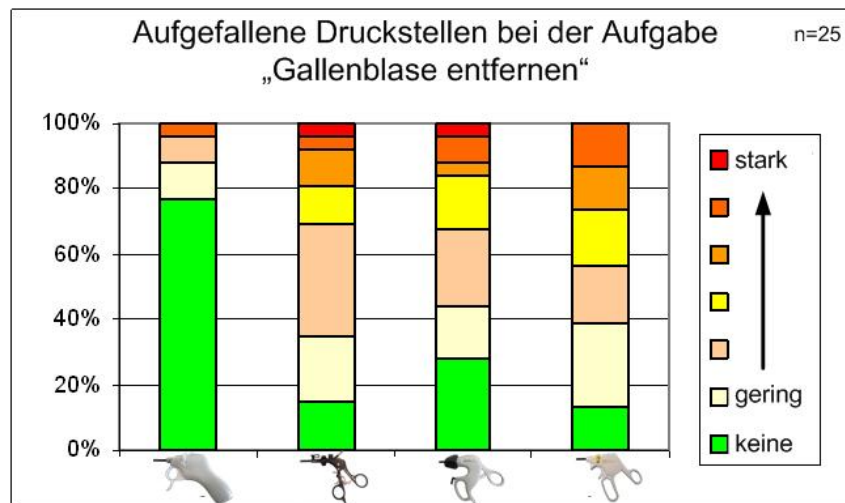 Aufgefallene Druckstellen bei der Aufgabe
„Gallenblase entfernen“
n=25
100%
80%
60%
40%
20%
0%
stark
gering
keine